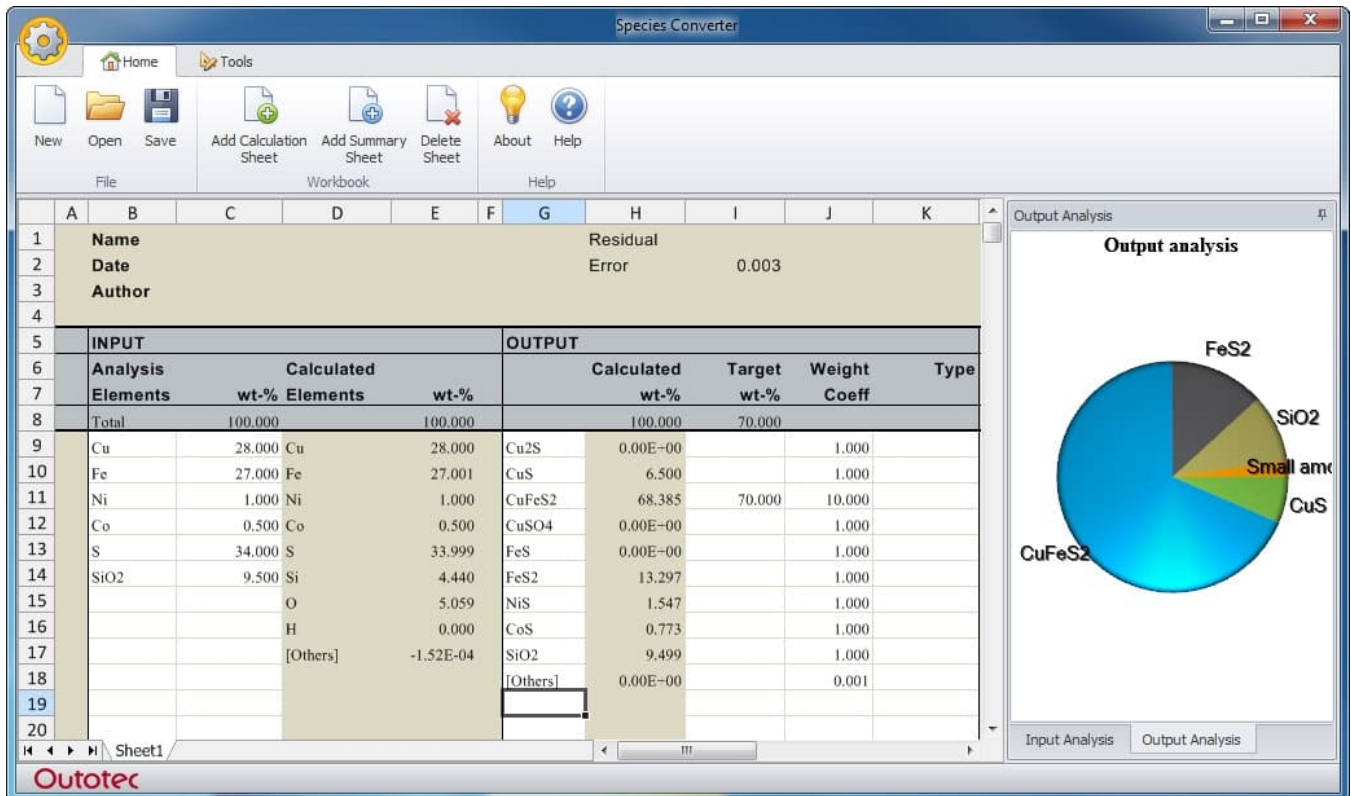 Species Converter
Home Tools
New Open Save Add Calculation Sheet Add Summary Sheet Delete Sheet About Help
File Workbook Help
A B C D E F G H I J K
1 Name Residual
2 Date Error 0.003
3 Author
4
5 INPUT OUTPUT
6 Analysis Calculated Calculated Target Weight Type
7 Elements wt-% Elements wt-% wt-% wt-% Coeff
8 Total 100.000 100.000 100.000 70.000
9 Cu 28.000 Cu 28.000 Cu2S 0.00E+00 1.000
10 Fe 27.000 Fe 27.001 CuS 6.500 1.000
11 Ni 1.000 Ni 1.000 CuFeS2 68.385 70.000 10.000
12 Co 0.500 Co 0.500 CuSO4 0.00E+00 1.000
13 S 34.000 S 33.999 FeS 0.00E+00 1.000
14 SiO2 9.500 Si 4.440 FeS2 13.297 1.000
15 O 5.059 NiS 1.547 1.000
16 H 0.000 CoS 0.773 1.000
17 [Others] -1.52E-04 SiO2 9.499 1.000
18 [Others] 0.00E+00 0.001
19
20
Sheet1
Outotec
Output Analysis
Output analysis
FeS2
SiO2
Small amo
CuS
CuFeS2
Input Analysis Output Analysis